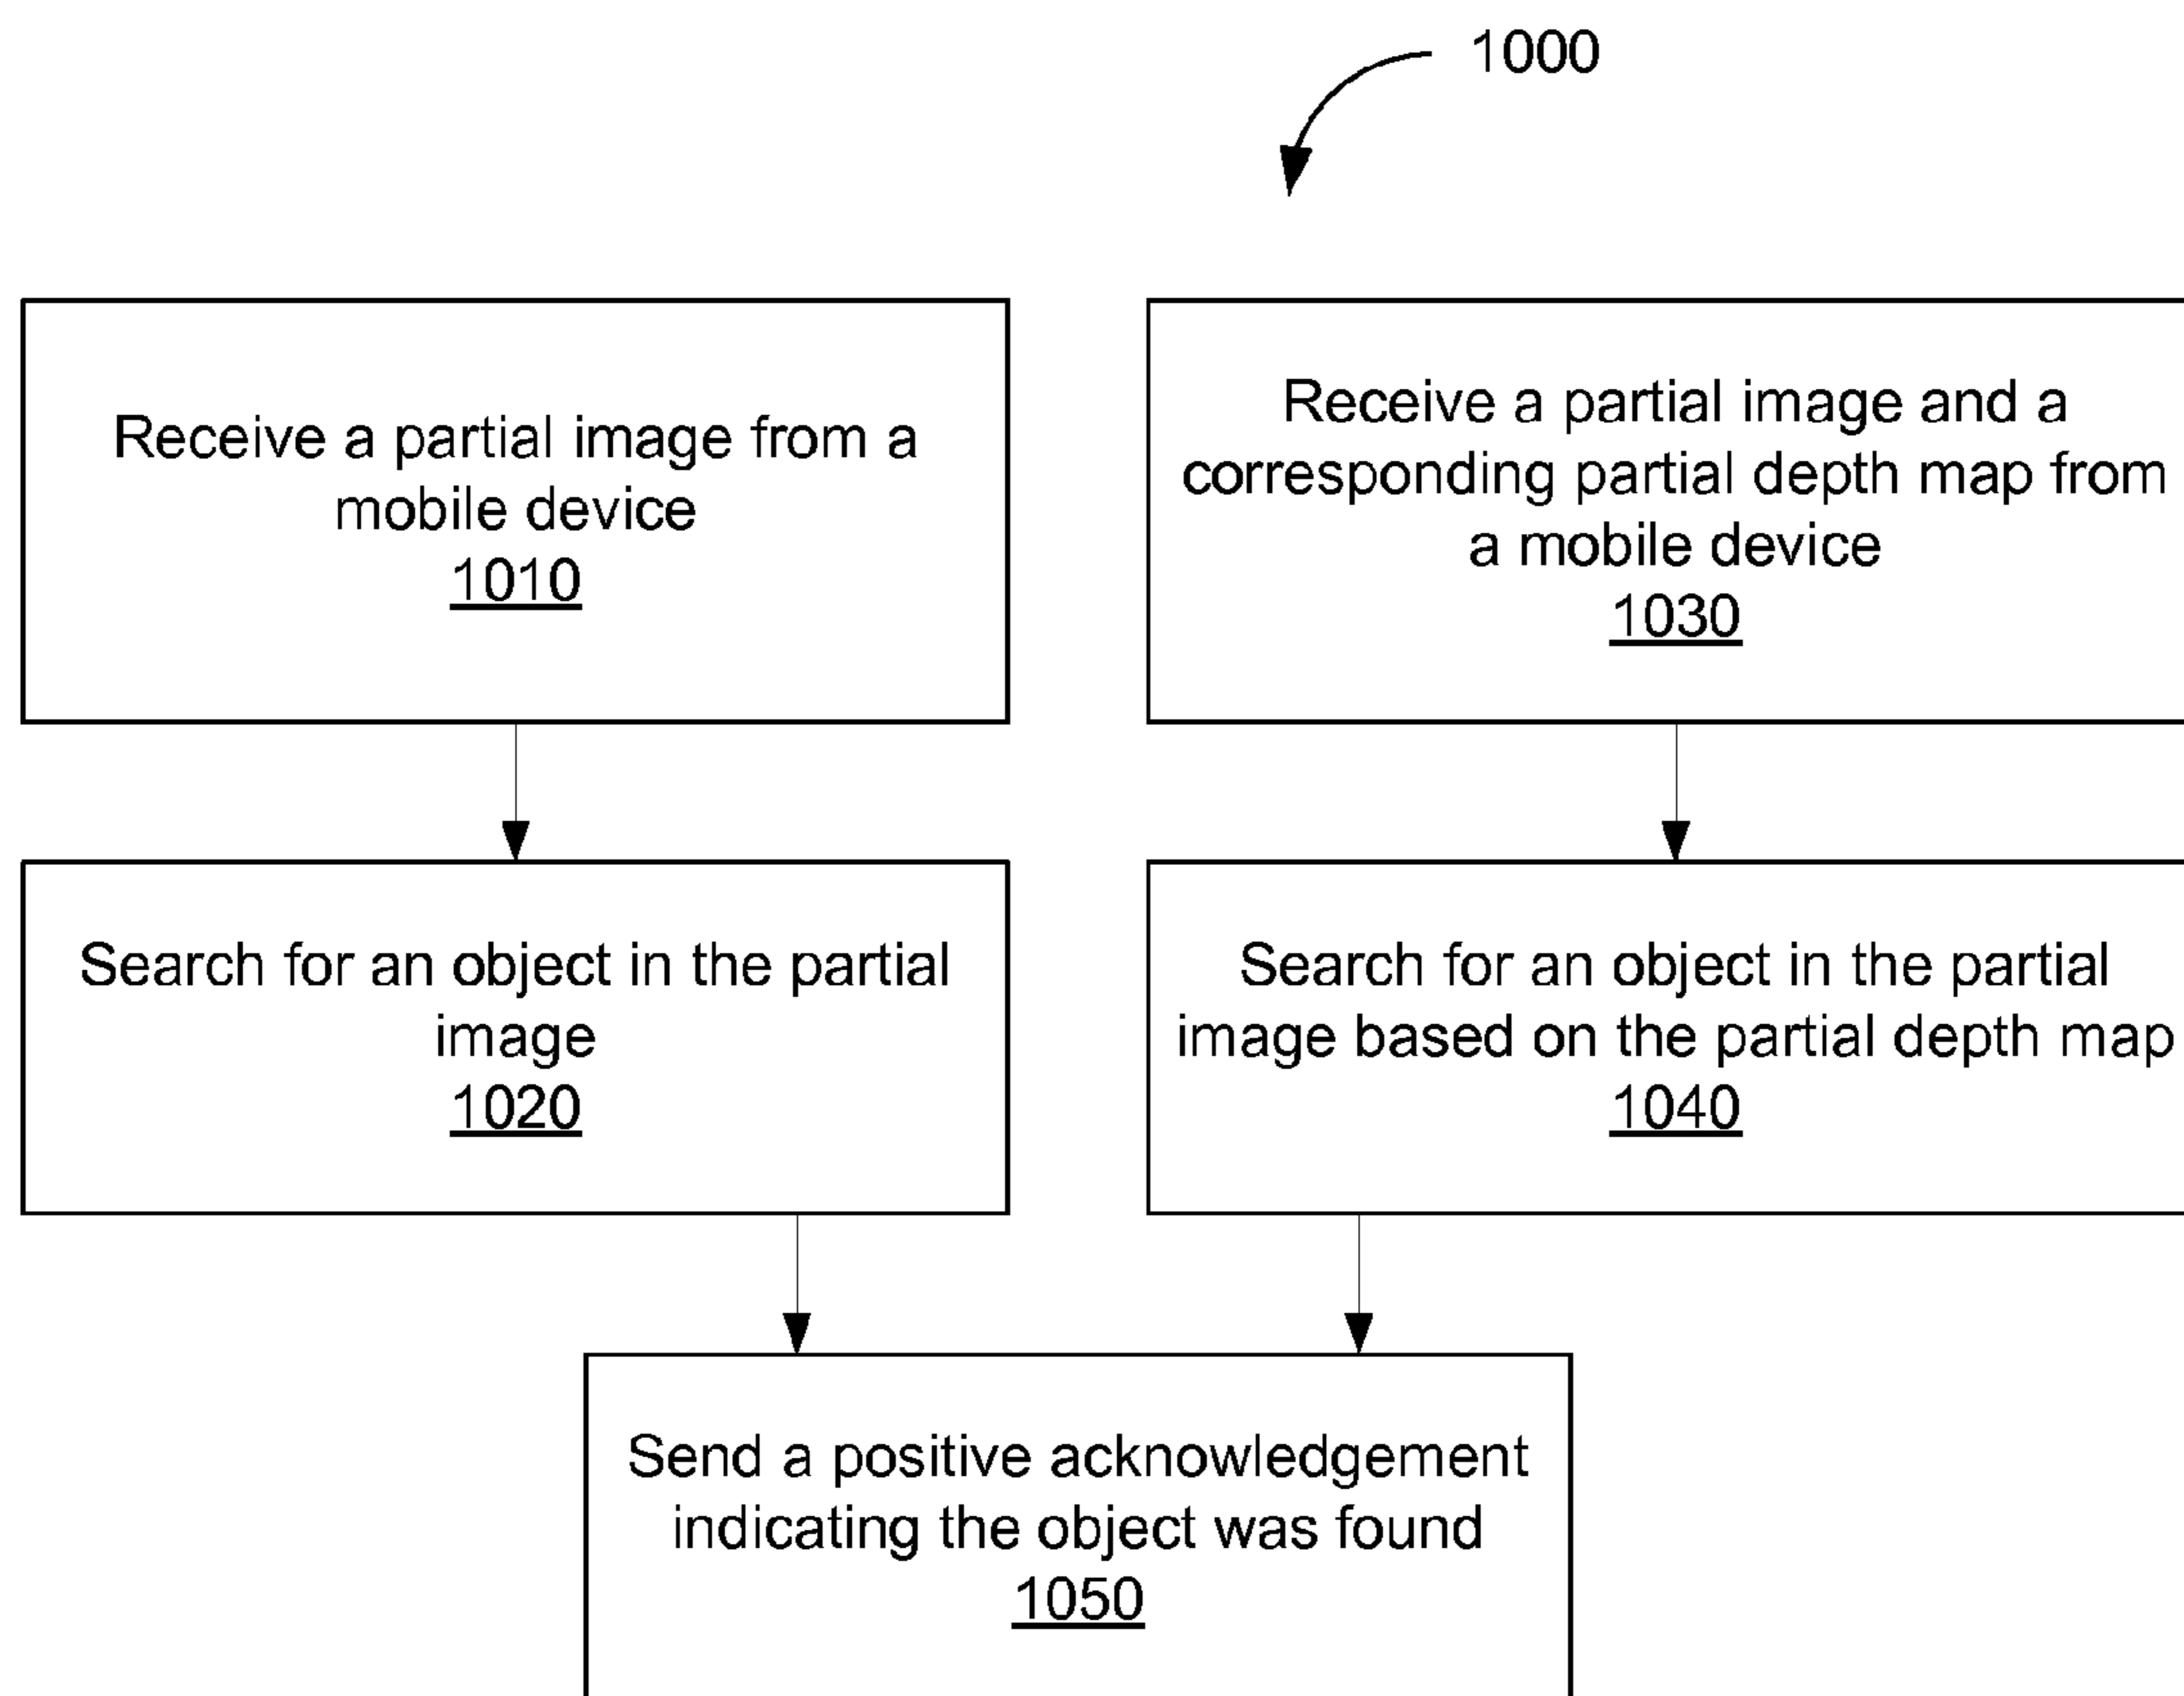 1000
Receive a partial image from a
mobile device
1010
Receive a partial image and a
corresponding partial depth map from
a mobile device
1030
Search for an object in the partial
image
1020
Search for an object in the partial
image based on the partial depth map
1040
Send a positive acknowledgement
indicating the object was found
1050